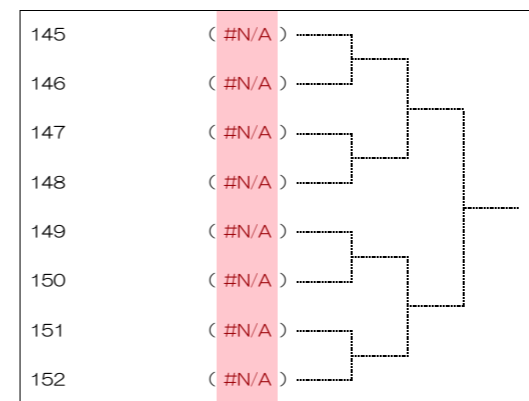 145 ( #N/A )
146 ( #N/A )
147 ( #N/A )
148 ( #N/A )
149 ( #N/A )
150 ( #N/A )
151 ( #N/A )
152 ( #N/A )